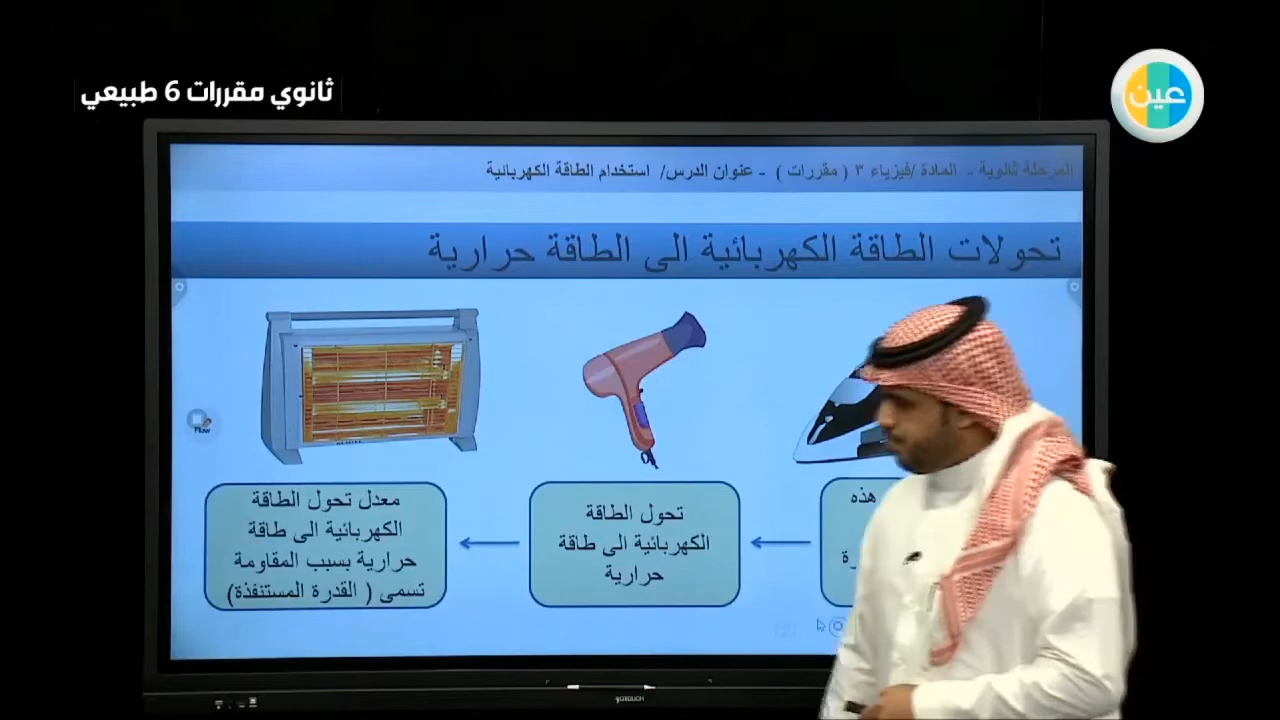 ثانوي مقررات 6 طبيعي
عين
المرحلة ثانوية - المادة /فيزياء ٣ ( مقررات ) - عنوان الدرس/ استخدام الطاقة الكهربائية
تحولات الطاقة الكهربائية الى الطاقة حرارية
هذه
تحول الطاقة
الكهربائية الى طاقة
حرارية
معدل تحول الطاقة
الكهربائية الى طاقة
حرارية بسبب المقاومة
تسمى ( القدرة المستنفذة)